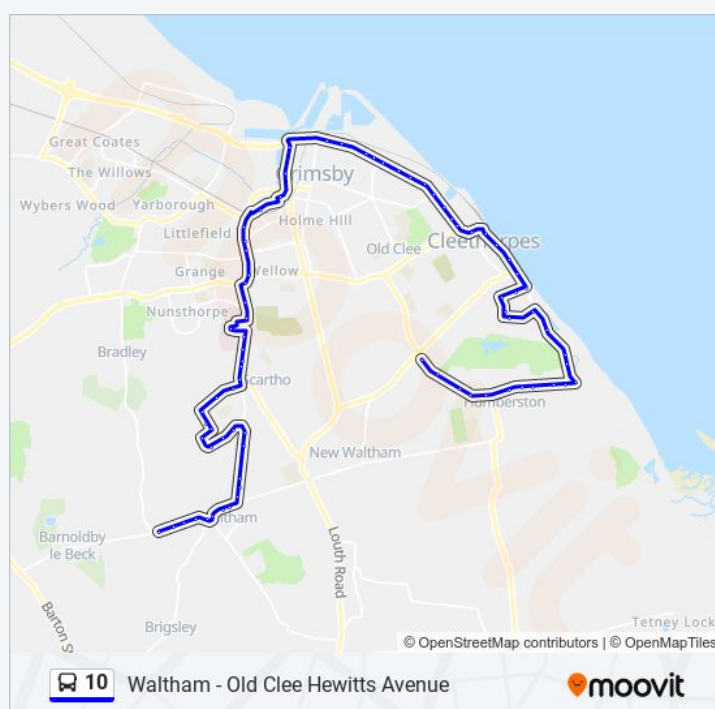 Great Coates
The Willows
Wybers Wood
Yarborough
Littlefield
Grimsby
Holme Hill
Old Clee
Cleethorpes
Grange
Yellow
Nunsthorpe
Bradley
Scartho
Humberston
New Waltham
Waltham
Barnoldby
le Beck
Louth Road
Barton S
Brigsley
Tetney Lock
© OpenStreetMap contributors | © OpenMapTiles
10 Waltham - Old Clee Hewitts Avenue
moovit